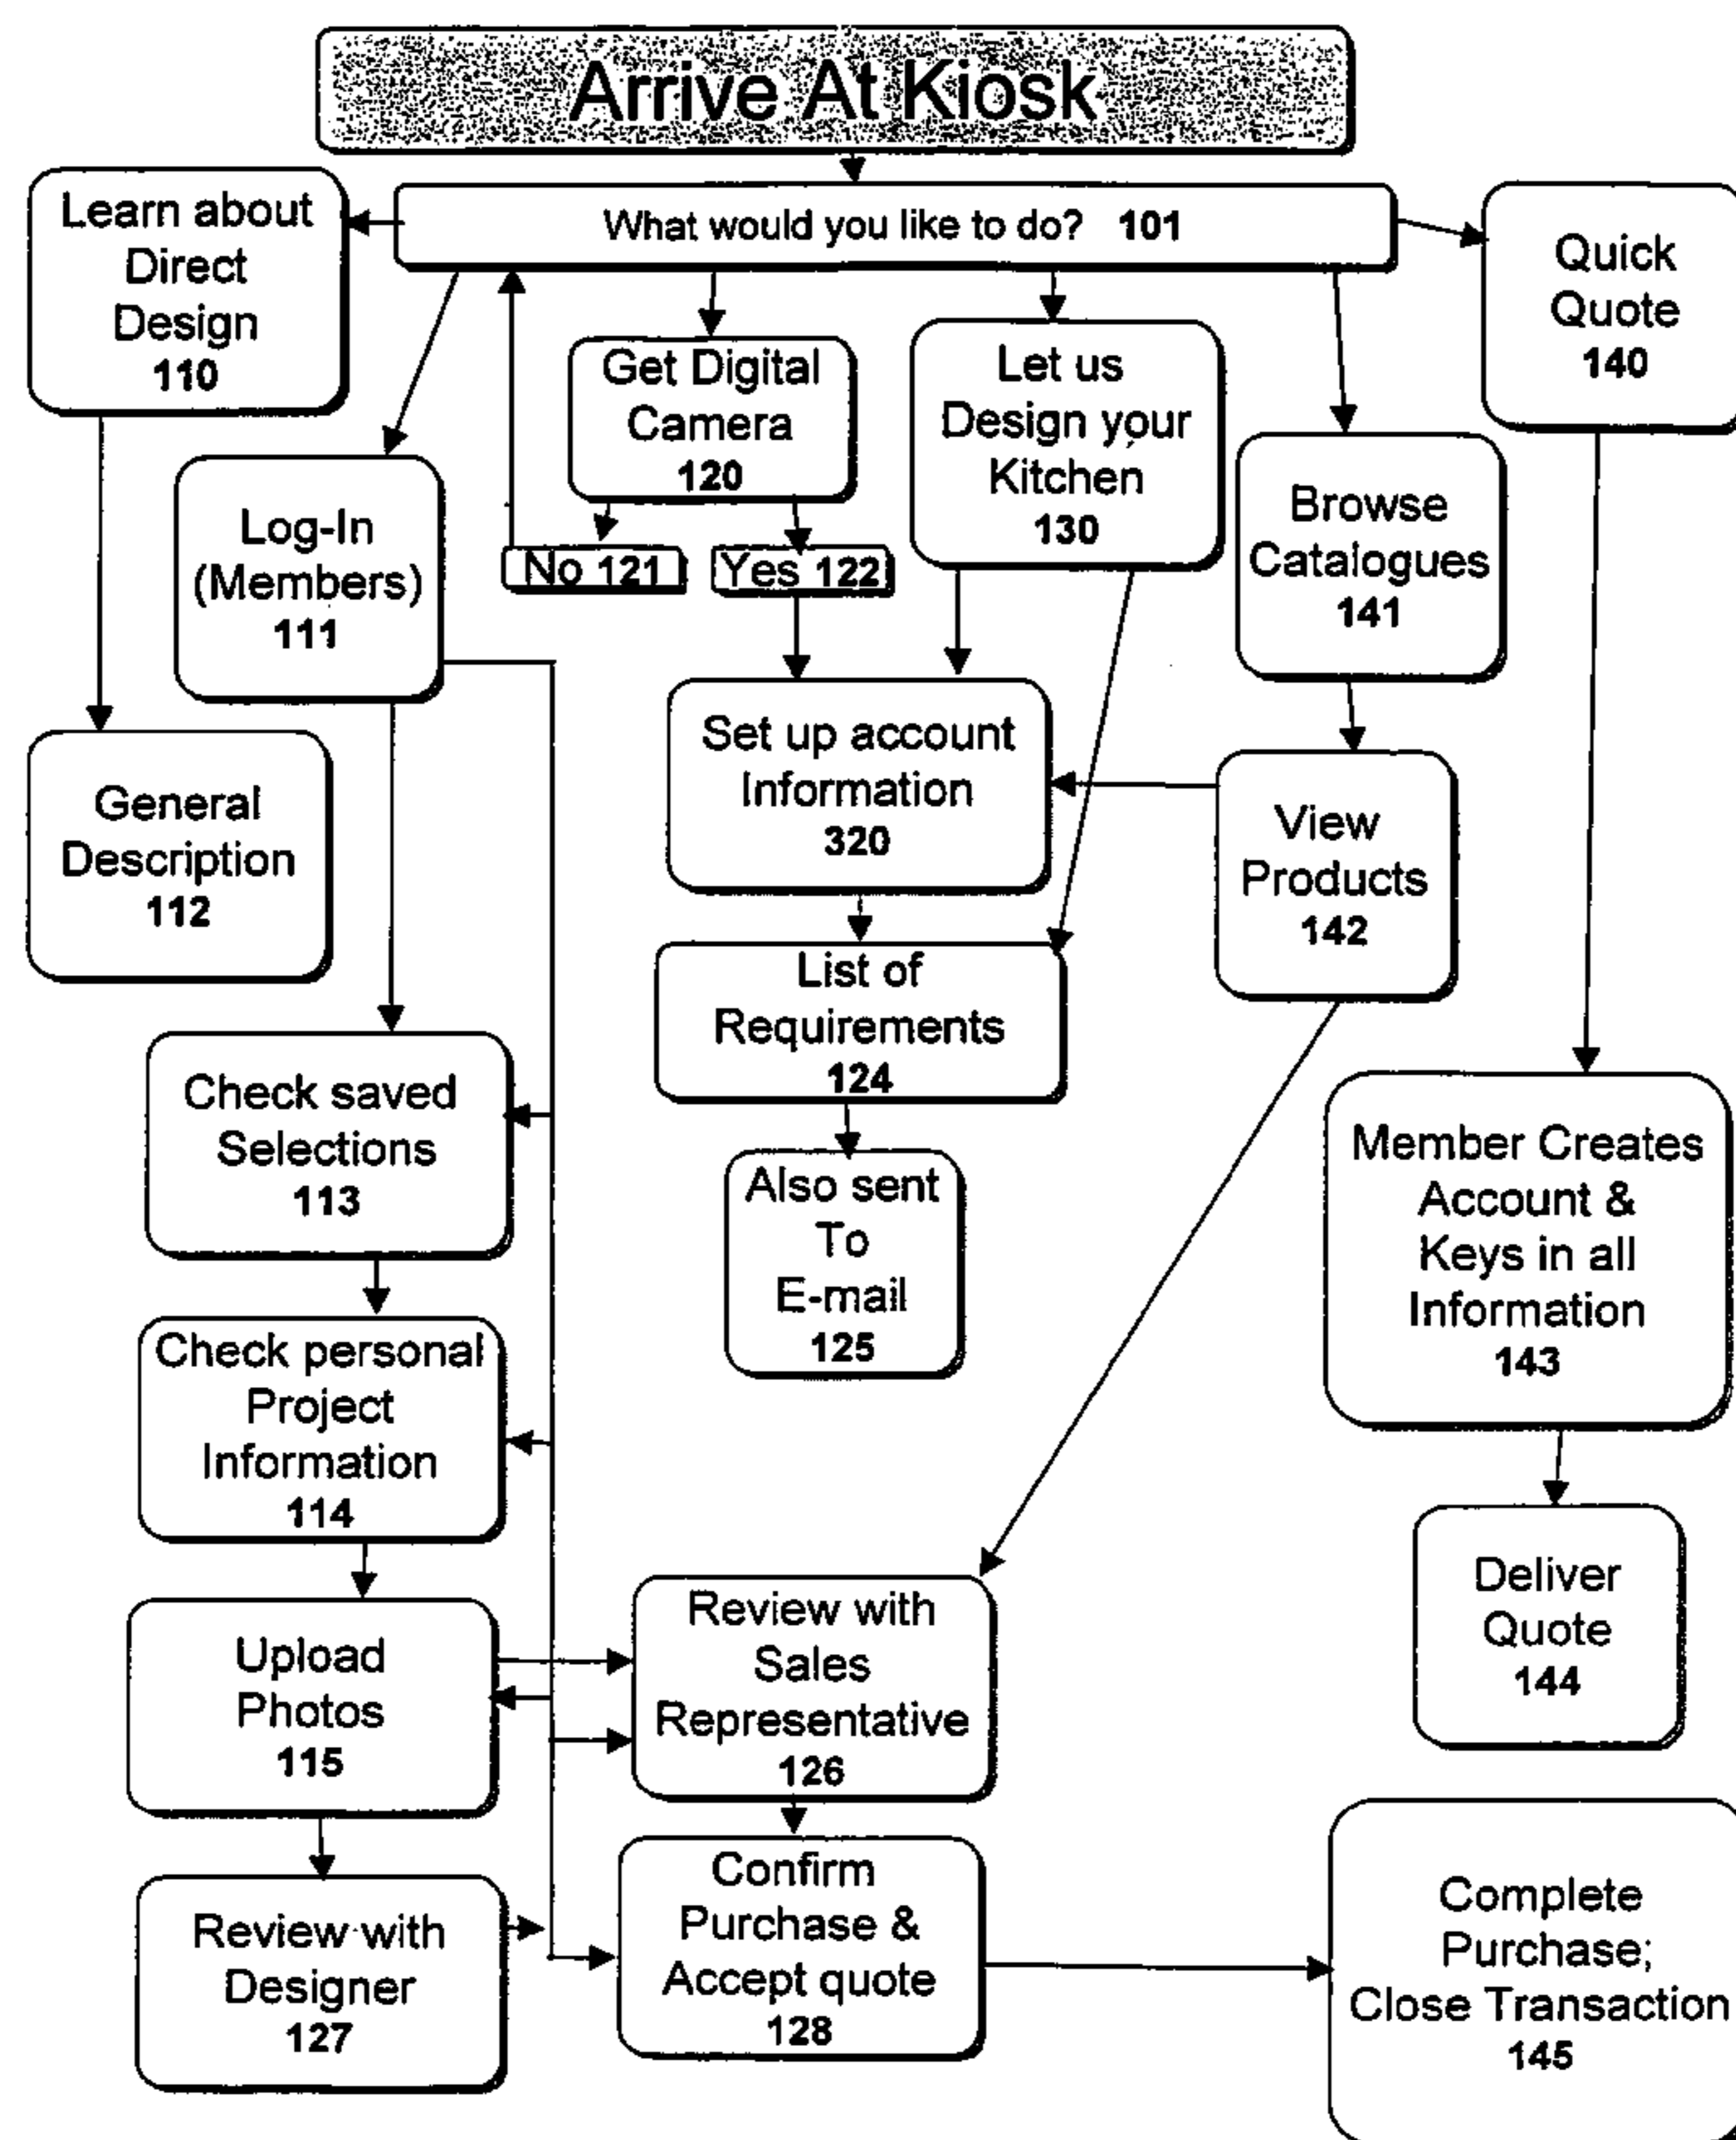 Arrive At Kiosk
What would you like to do? 101
Learn about
Direct
Design
110
Quick
Quote
140
Get Digital
Camera
120
Let us
Design your
Kitchen
130
Log-In
(Members)
111
No 121
Yes 122
Browse
Catalogues
141
General
Description
112
Set up account
Information
320
View
Products
142
List of
Requirements
124
Check saved
Selections
113
Also sent
To
E-mail
125
Member Creates
Account &
Keys in all
Information
143
Check personal
Project
Information
114
Upload
Photos
115
Review with
Sales
Representative
126
Deliver
Quote
144
Review with
Designer
127
Confirm
Purchase &
Accept quote
128
Complete
Purchase;
Close Transaction
145